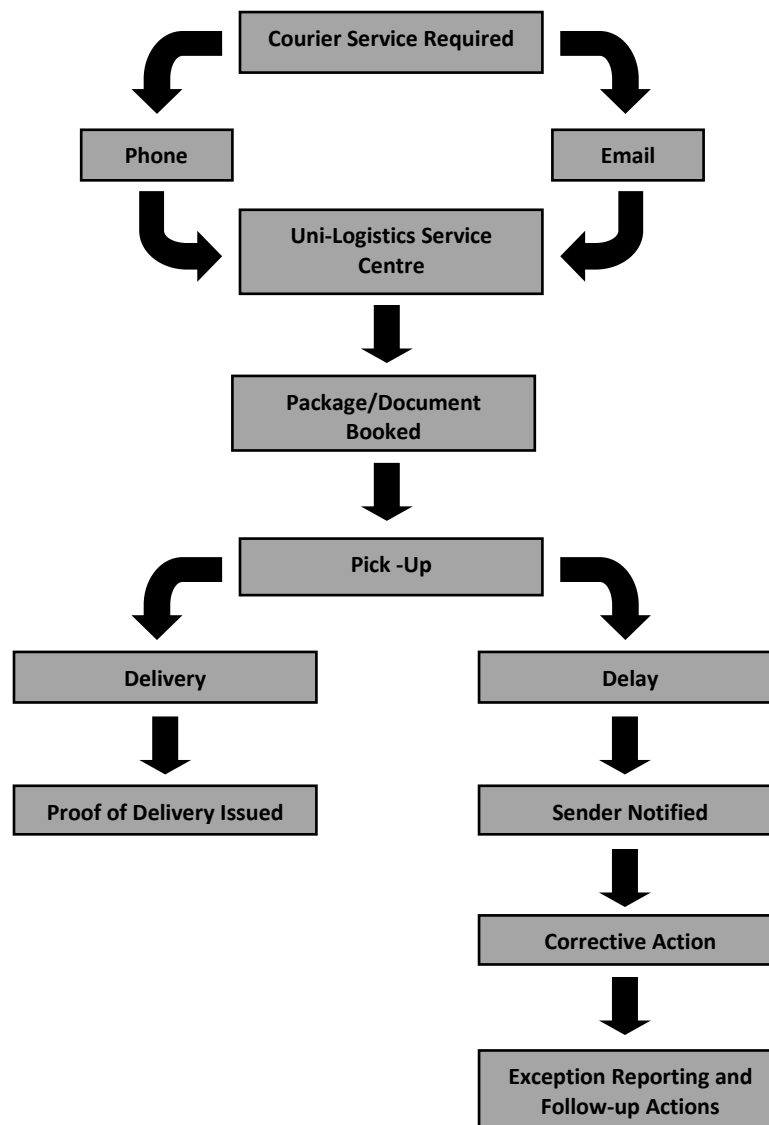 Courier Service Required
Phone
Email
Uni-Logistics Service
Centre
Package/Document
Booked
Pick -Up
Delivery
Delay
Proof of Delivery Issued
Sender Notified
Corrective Action
Exception Reporting and
Follow-up Actions